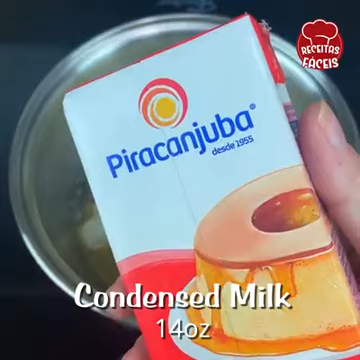 RECEITAS
FÁCEIS
Piracanjuba®
desde 1955
Condensed Milk
14oz